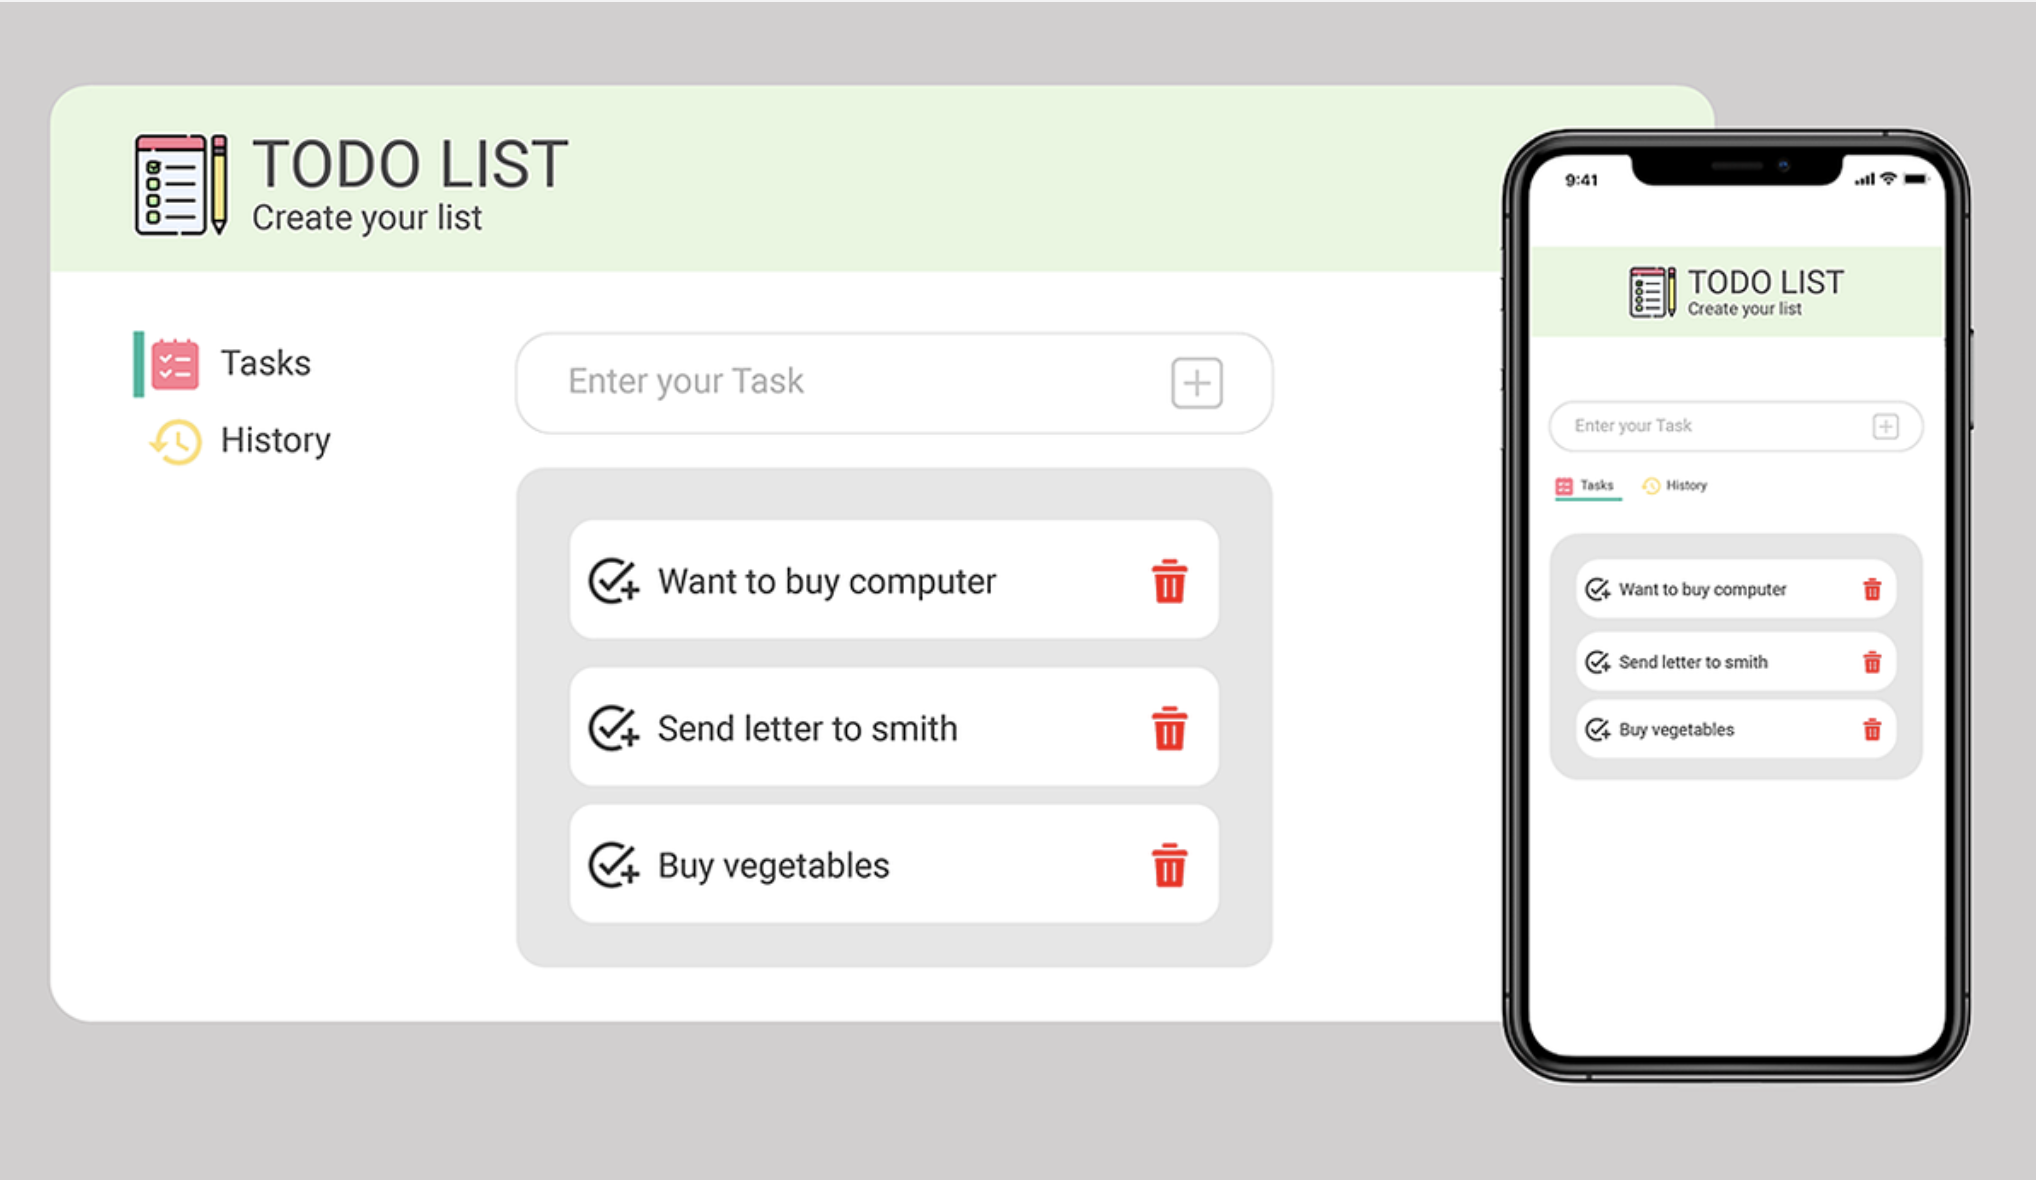 TODO LIST
Create your list
Tasks
History
Enter your Task
Want to buy computer
Send letter to smith
Buy vegetables
9:41
TODO LIST
Create your list
Enter your Task
Tasks
History
Want to buy computer
Send letter to smith
Buy vegetables